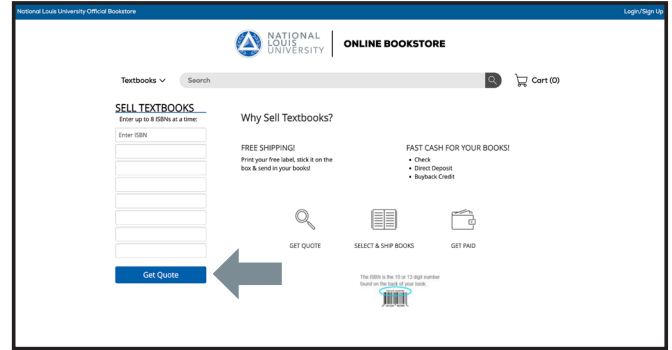 National Louis University Official Bookstore
Login/Sign Up
NATIONAL
LOUIS
UNIVERSITY
ONLINE BOOKSTORE
Textbooks
Search
Cart (0)
SELL TEXTBOOKS
Enter up to 8 ISBNs at a time:
Enter ISBN
Get Quote
Why Sell Textbooks?
FREE SHIPPING!
Print your free label, stick it on the
box & send in your books!
FAST CASH FOR YOUR BOOKS!
• Check
• Direct Deposit
• Buyback Credit
GET QUOTE
SELECT & SHIP BOOKS
GET PAID
The ISBN is the 10 or 13 digit number
found on the back of your book.